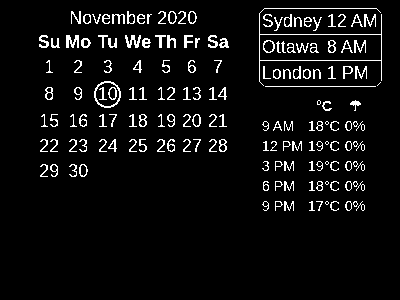 November 2020
Su Mo Tu We Th Fr Sa
1 2 3 4 5 6 7
8 9 10 11 12 13 14
15 16 17 18 19 20 21
22 23 24 25 26 27 28
29 30
Sydney 12 AM
Ottawa 8 AM
London 1 PM
°C ☂
9 AM 18°C 0%
12 PM 19°C 0%
3 PM 19°C 0%
6 PM 18°C 0%
9 PM 17°C 0%